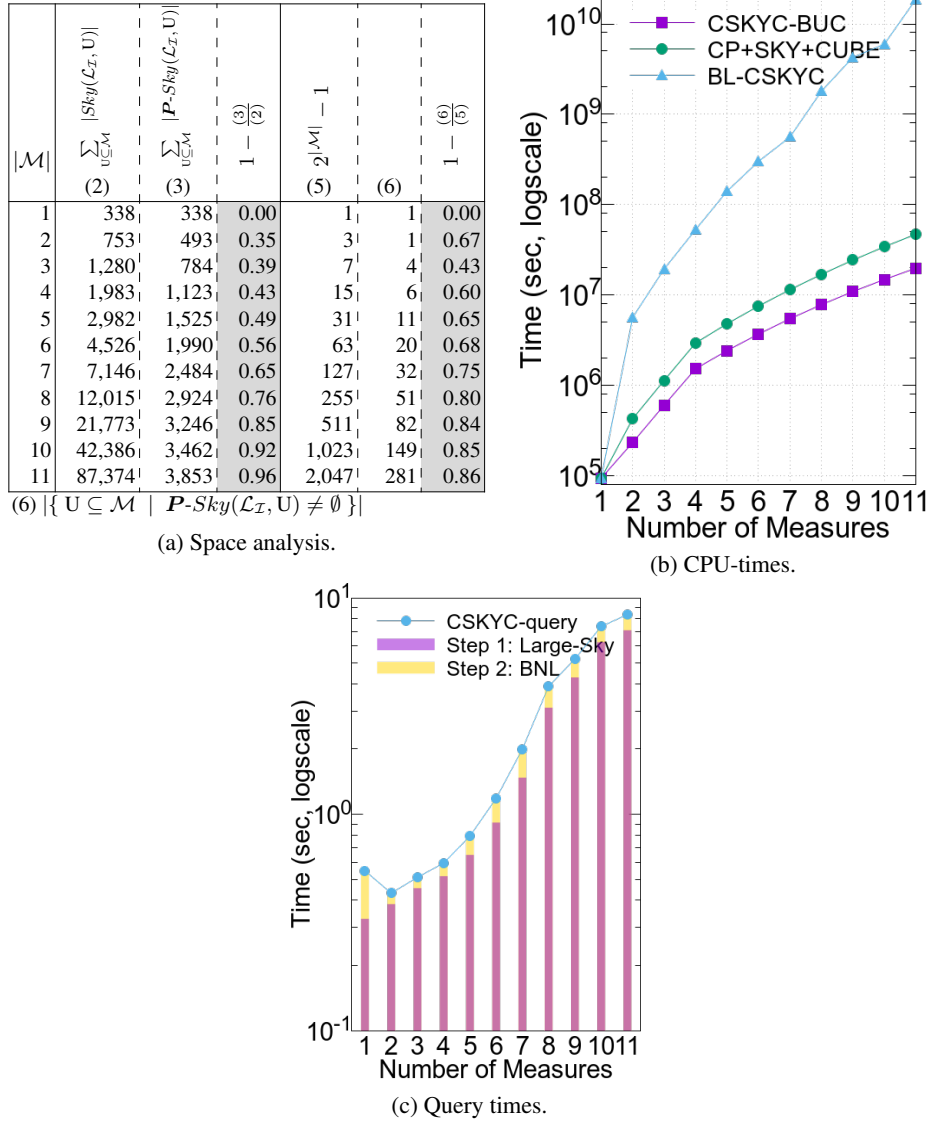 |M| ∑_{U⊆M} |Sky(L_I, U)| ∑_{U⊆M} |P-Sky(L_I, U)| 1 − (3)/(2) 2^{|M|} − 1 1 − (6)/(5)
(2) (3) (5) (6)
1 338 338 0.00 1 1 0.00
2 753 493 0.35 3 1 0.67
3 1,280 784 0.39 7 4 0.43
4 1,983 1,123 0.43 15 6 0.60
5 2,982 1,525 0.49 31 11 0.65
6 4,526 1,990 0.56 63 20 0.68
7 7,146 2,484 0.65 127 32 0.75
8 12,015 2,924 0.76 255 51 0.80
9 21,773 3,246 0.85 511 82 0.84
10 42,386 3,462 0.92 1,023 149 0.85
11 87,374 3,853 0.96 2,047 281 0.86
(6) |{ U ⊆ M | P-Sky(L_I, U) ≠ ∅ }|
(a) Space analysis.
CSKYC-BUC
CP+SKY+CUBE
BL-CSKYC
Time (sec, logscale)
10^10
10^9
10^8
10^7
10^6
10^5
1 2 3 4 5 6 7 8 9 10 11
Number of Measures
(b) CPU-times.
CSKYC-query
Step 1: Large-Sky
Step 2: BNL
Time (sec, logscale)
10^1
10^0
10^-1
1 2 3 4 5 6 7 8 9 10 11
Number of Measures
(c) Query times.